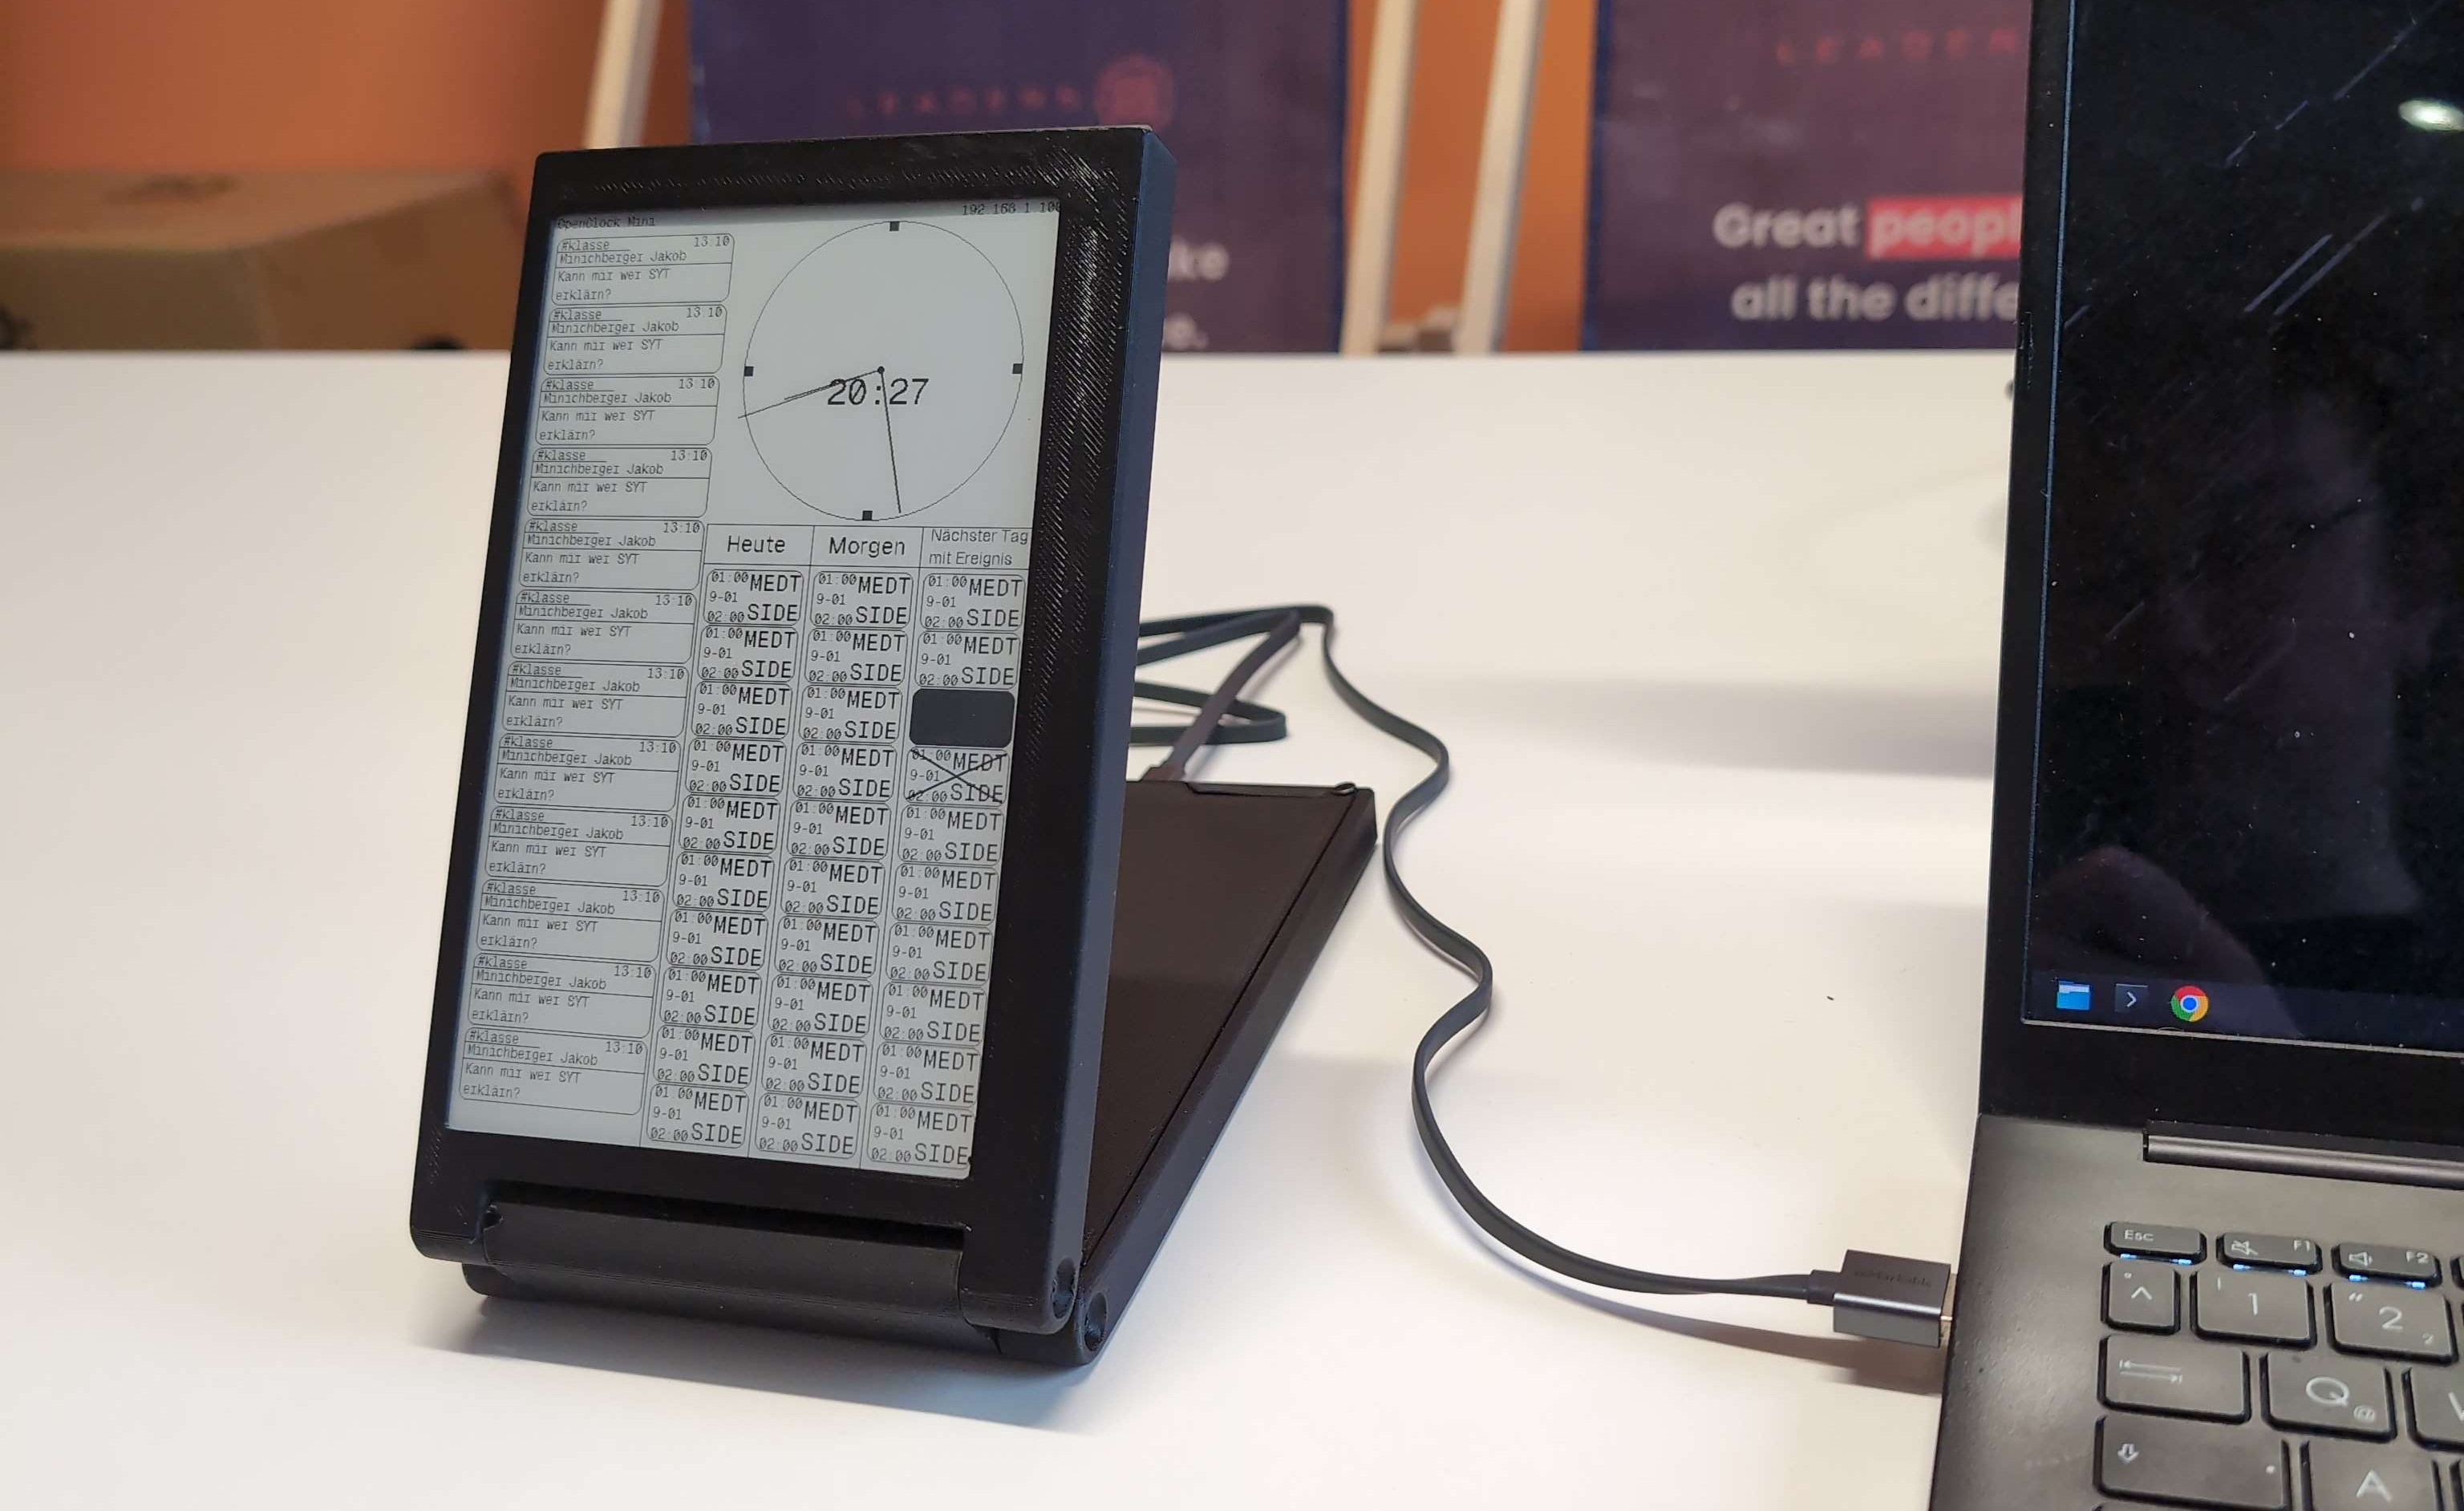 LEADERS
LEADER
Great peopl
all the diffe
ke
e.
OpenClock Mini
192.168.1.100
#klasse 13:10
Minichberger Jakob
Kann mir wer SYT
erklärn?
#klasse 13:10
Minichberger Jakob
Kann mir wer SYT
erklärn?
#klasse 13:10
Minichberger Jakob
Kann mir wer SYT
erklärn?
#klasse 13:10
Minichberger Jakob
Kann mir wer SYT
erklärn?
#klasse 13:10
Minichberger Jakob
Kann mir wer SYT
erklärn?
#klasse 13:10
Minichberger Jakob
Kann mir wer SYT
erklärn?
#klasse 13:10
Minichberger Jakob
Kann mir wer SYT
erklärn?
#klasse 13:10
Minichberger Jakob
Kann mir wer SYT
erklärn?
#klasse 13:10
Minichberger Jakob
Kann mir wer SYT
erklärn?
#klasse 13:10
Minichberger Jakob
Kann mir wer SYT
erklärn?
#klasse 13:10
Minichberger Jakob
Kann mir wer SYT
erklärn?
#klasse 13:10
Minichberger Jakob
Kann mir wer SYT
erklärn?
20:27
Heute Morgen Nächster Tag
mit Ereignis
01:00 MEDT 01:00 MEDT 01:00 MEDT
9-01 9-01 9-01
02:00 SIDE 02:00 SIDE 02:00 SIDE
01:00 MEDT 01:00 MEDT 01:00 MEDT
9-01 9-01 9-01
02:00 SIDE 02:00 SIDE 02:00 SIDE
01:00 MEDT 01:00 MEDT
9-01 9-01
02:00 SIDE 02:00 SIDE
01:00 MEDT 01:00 MEDT 01:00 MEDT
9-01 9-01 9-01
02:00 SIDE 02:00 SIDE 02:00 SIDE
01:00 MEDT 01:00 MEDT 01:00 MEDT
9-01 9-01 9-01
02:00 SIDE 02:00 SIDE 02:00 SIDE
01:00 MEDT 01:00 MEDT 01:00 MEDT
9-01 9-01 9-01
02:00 SIDE 02:00 SIDE 02:00 SIDE
01:00 MEDT 01:00 MEDT 01:00 MEDT
9-01 9-01 9-01
02:00 SIDE 02:00 SIDE 02:00 SIDE
01:00 MEDT 01:00 MEDT 01:00 MEDT
9-01 9-01 9-01
02:00 SIDE 02:00 SIDE 02:00 SIDE
01:00 MEDT 01:00 MEDT 01:00 MEDT
9-01 9-01 9-01
02:00 SIDE 02:00 SIDE 02:00 SIDE
01:00 MEDT 01:00 MEDT 01:00 MEDT
9-01 9-01 9-01
02:00 SIDE 02:00 SIDE 02:00 SIDE
Esc F1 F2
^ ! 1 " 2 2
Q @
A